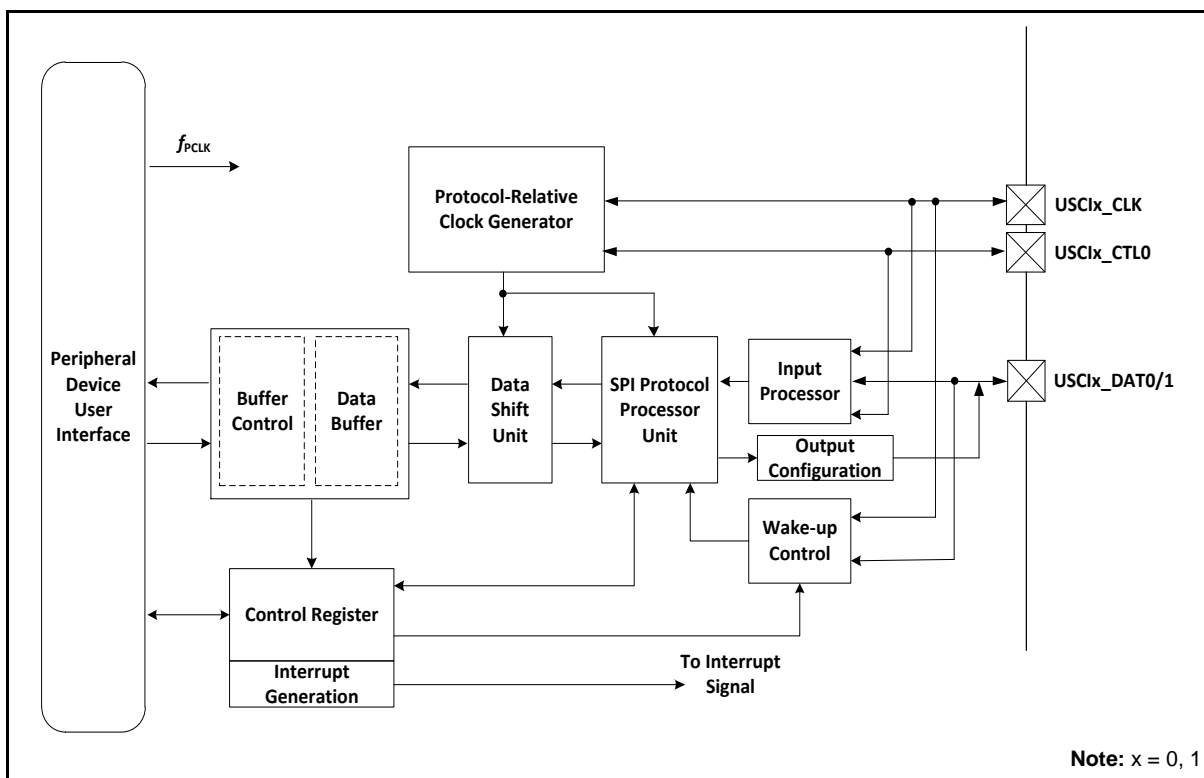 fPCLK
Protocol-Relative
Clock Generator
USCIx_CLK
USCIx_CTL0
Peripheral
Device
User
Interface
Buffer
Control
Data
Buffer
Data
Shift
Unit
SPI Protocol
Processor
Unit
Input
Processor
USCIx_DAT0/1
Output
Configuration
Wake-up
Control
Control Register
Interrupt
Generation
To Interrupt
Signal
Note: x = 0, 1